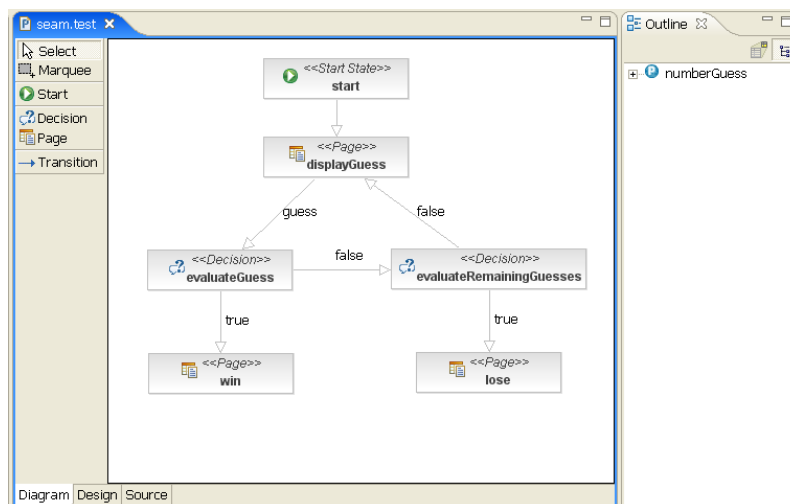 seam.test
Outline
Select
Marquee
Start
Decision
Page
Transition
numberGuess
<<Start State>>
start
<<Page>>
displayGuess
guess
false
<<Decision>>
evaluateGuess
false
<<Decision>>
evaluateRemainingGuesses
true
true
<<Page>>
win
<<Page>>
lose
Diagram Design Source